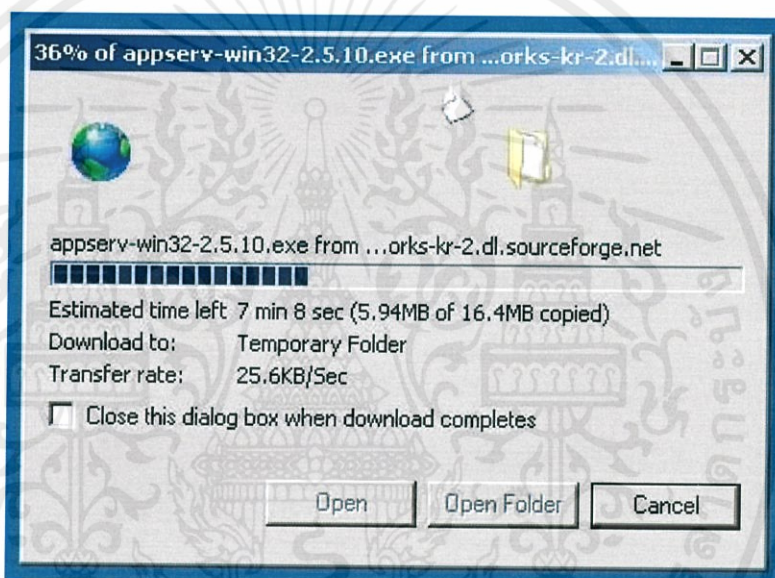 36% of appserv-win32-2.5.10.exe from ...orks-kr-2.dl....
appserv-win32-2.5.10.exe from ...orks-kr-2.dl.sourceforge.net
Estimated time left 7 min 8 sec (5.94MB of 16.4MB copied)
Download to: Temporary Folder
Transfer rate: 25.6KB/Sec
Close this dialog box when download completes
Open Open Folder Cancel